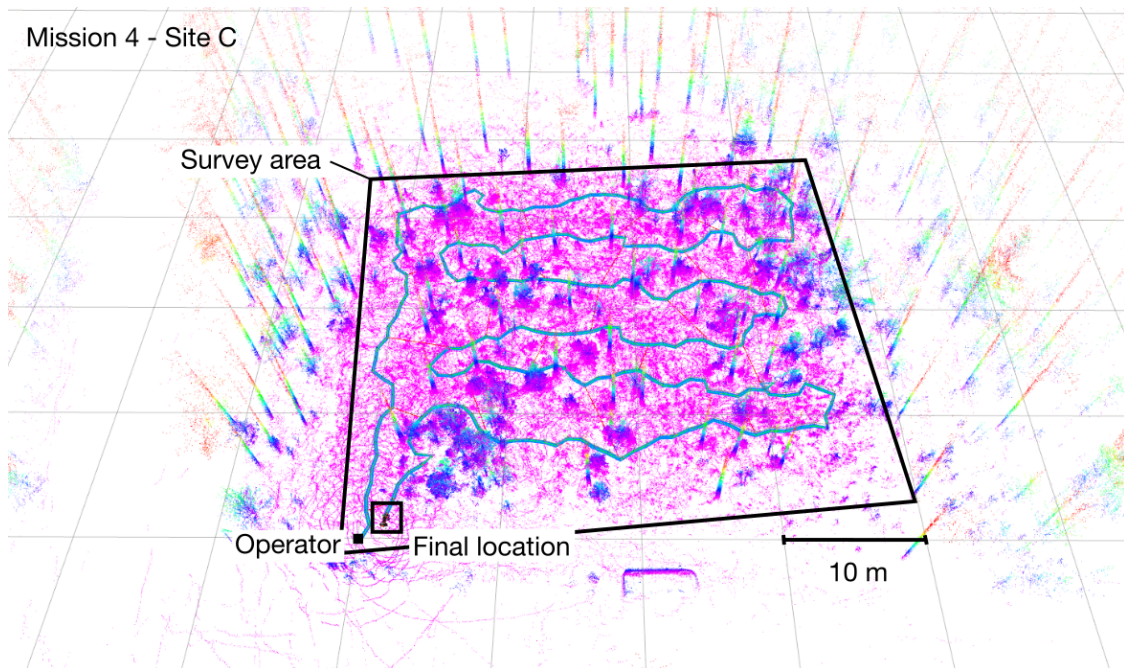 Mission 4 - Site C
Survey area
Operator
Final location
10 m